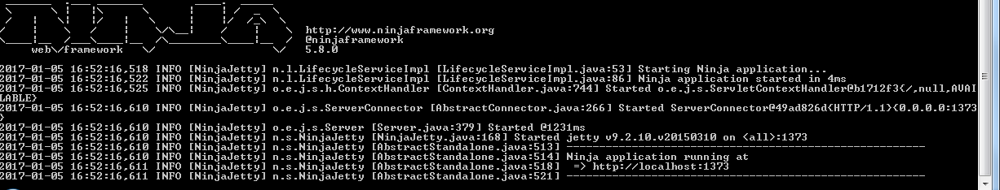 NINJA
http://www.ninjaframework.org
@ninjaframework
web framework
5.8.0
2017-01-05 16:52:16,518 INFO [NinjaJetty] n.l.LifecycleServiceImpl [LifecycleServiceImpl.java:53] Starting Ninja application...
2017-01-05 16:52:16,522 INFO [NinjaJetty] n.l.LifecycleServiceImpl [LifecycleServiceImpl.java:86] Ninja application started in 4ms
2017-01-05 16:52:16,525 INFO [NinjaJetty] o.e.j.s.h.ContextHandler [ContextHandler.java:744] Started o.e.j.s.ServletContextHandler@b1712f3{/,null,AVAI
LABLE}
2017-01-05 16:52:16,610 INFO [NinjaJetty] o.e.j.s.ServerConnector [AbstractConnector.java:266] Started ServerConnector@49ad826d{HTTP/1.1}{0.0.0.0:1373
}
2017-01-05 16:52:16,610 INFO [NinjaJetty] o.e.j.s.Server [Server.java:379] Started @1231ms
2017-01-05 16:52:16,610 INFO [NinjaJetty] n.s.NinjaJetty [NinjaJetty.java:168] Started jetty v9.2.10.v20150310 on <all>:1373
2017-01-05 16:52:16,610 INFO [NinjaJetty] n.s.NinjaJetty [AbstractStandalone.java:513] -------------------------------------------------------
2017-01-05 16:52:16,610 INFO [NinjaJetty] n.s.NinjaJetty [AbstractStandalone.java:514] Ninja application running at
2017-01-05 16:52:16,611 INFO [NinjaJetty] n.s.NinjaJetty [AbstractStandalone.java:518]  => http://localhost:1373
2017-01-05 16:52:16,611 INFO [NinjaJetty] n.s.NinjaJetty [AbstractStandalone.java:521] -------------------------------------------------------